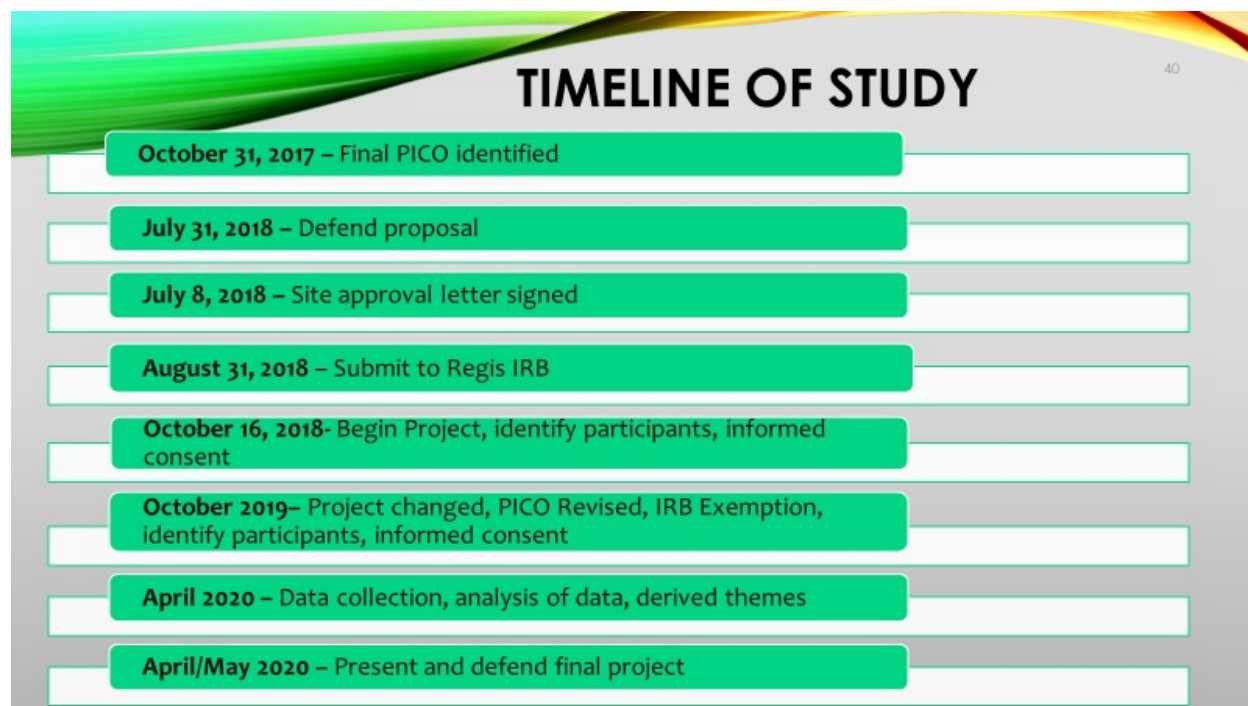 TIMELINE OF STUDY
40
October 31, 2017 – Final PICO identified
July 31, 2018 – Defend proposal
July 8, 2018 – Site approval letter signed
August 31, 2018 – Submit to Regis IRB
October 16, 2018- Begin Project, identify participants, informed
consent
October 2019– Project changed, PICO Revised, IRB Exemption,
identify participants, informed consent
April 2020 – Data collection, analysis of data, derived themes
April/May 2020 – Present and defend final project